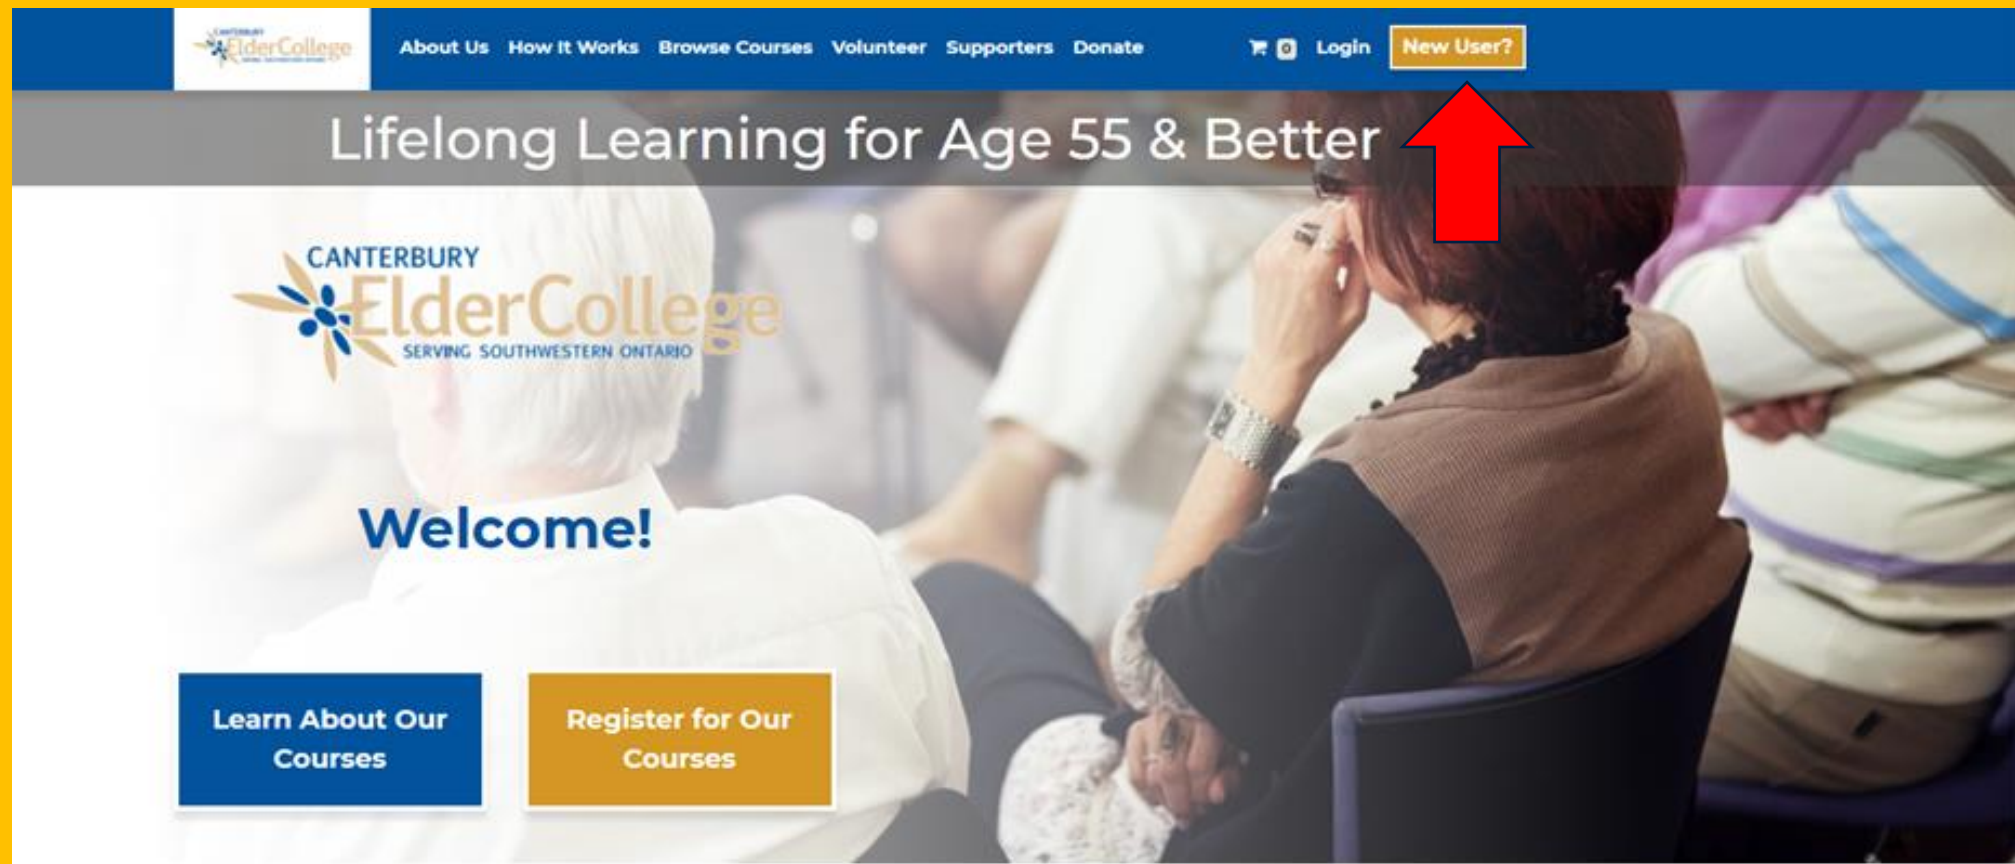 CANTERBURY
ElderCollege
About Us How It Works Browse Courses Volunteer Supporters Donate 0 Login New User?
Lifelong Learning for Age 55 & Better
CANTERBURY
ElderCollege
SERVING SOUTHWESTERN ONTARIO
Welcome!
Learn About Our
Courses
Register for Our
Courses